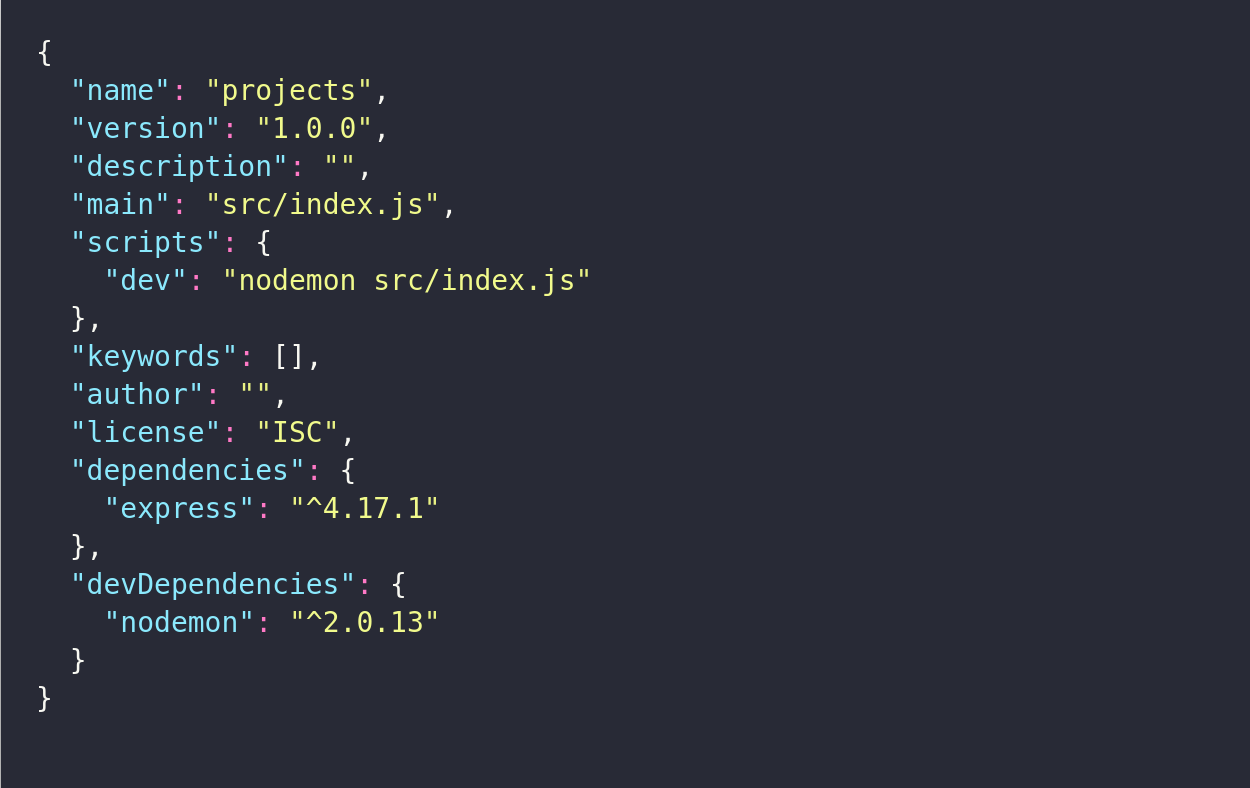 {
  "name": "projects",
  "version": "1.0.0",
  "description": "",
  "main": "src/index.js",
  "scripts": {
    "dev": "nodemon src/index.js"
  },
  "keywords": [],
  "author": "",
  "license": "ISC",
  "dependencies": {
    "express": "^4.17.1"
  },
  "devDependencies": {
    "nodemon": "^2.0.13"
  }
}